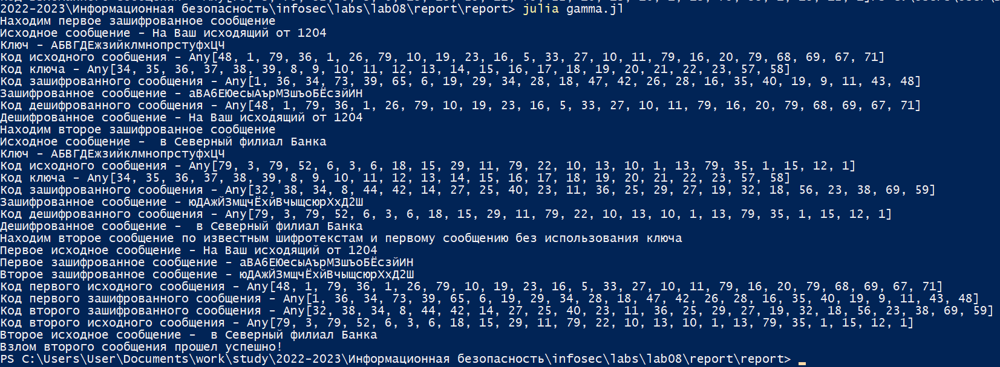 2022-2023\Информационная безопасность\infosec\labs\lab08\report\report> julia gamma.jl
Находим первое зашифрованное сообщение
Исходное сообщение - На Ваш исходящий от 1204
Ключ - АБВГДЕжзийклмнопрстуфхЦЧ
Код исходного сообщения - Any[48, 1, 79, 36, 1, 26, 79, 10, 19, 23, 16, 5, 33, 27, 10, 11, 79, 16, 20, 79, 68, 69, 67, 71]
Код ключа - Any[34, 35, 36, 37, 38, 39, 8, 9, 10, 11, 12, 13, 14, 15, 16, 17, 18, 19, 20, 21, 22, 23, 57, 58]
Код зашифрованного сообщения - Any[1, 36, 34, 73, 39, 65, 6, 19, 29, 34, 28, 18, 47, 42, 26, 28, 16, 35, 40, 19, 9, 11, 43, 48]
Зашифрованное сообщение - аВА6ЕЮесыАърМЗшъоБЁсзйИН
Код дешифрованного сообщения - Any[48, 1, 79, 36, 1, 26, 79, 10, 19, 23, 16, 5, 33, 27, 10, 11, 79, 16, 20, 79, 68, 69, 67, 71]
Дешифрованное сообщение - На Ваш исходящий от 1204
Находим второе зашифрованное сообщение
Исходное сообщение -  в Северный филиал Банка
Ключ - АБВГДЕжзийклмнопрстуфхЦЧ
Код исходного сообщения - Any[79, 3, 79, 52, 6, 3, 6, 18, 15, 29, 11, 79, 22, 10, 13, 10, 1, 13, 79, 35, 1, 15, 12, 1]
Код ключа - Any[34, 35, 36, 37, 38, 39, 8, 9, 10, 11, 12, 13, 14, 15, 16, 17, 18, 19, 20, 21, 22, 23, 57, 58]
Код зашифрованного сообщения - Any[32, 38, 34, 8, 44, 42, 14, 27, 25, 40, 23, 11, 36, 25, 29, 27, 19, 32, 18, 56, 23, 38, 69, 59]
Зашифрованное сообщение - юДАжЙЗмщчЁхйВчыщсюрХхД2Ш
Код дешифрованного сообщения - Any[79, 3, 79, 52, 6, 3, 6, 18, 15, 29, 11, 79, 22, 10, 13, 10, 1, 13, 79, 35, 1, 15, 12, 1]
Дешифрованное сообщение -  в Северный филиал Банка
Находим второе сообщение по известным шифротекстам и первому сообщению без использования ключа
Первое исходное сообщение - На Ваш исходящий от 1204
Первое зашифрованное сообщение - аВА6ЕЮесыАърМЗшъоБЁсзйИН
Второе зашифрованное сообщение - юДАжЙЗмщчЁхйВчыщсюрХхД2Ш
Код первого исходного сообщения - Any[48, 1, 79, 36, 1, 26, 79, 10, 19, 23, 16, 5, 33, 27, 10, 11, 79, 16, 20, 79, 68, 69, 67, 71]
Код первого зашифрованного сообщения - Any[1, 36, 34, 73, 39, 65, 6, 19, 29, 34, 28, 18, 47, 42, 26, 28, 16, 35, 40, 19, 9, 11, 43, 48]
Код второго зашифрованного сообщения - Any[32, 38, 34, 8, 44, 42, 14, 27, 25, 40, 23, 11, 36, 25, 29, 27, 19, 32, 18, 56, 23, 38, 69, 59]
Код второго исходного сообщения - Any[79, 3, 79, 52, 6, 3, 6, 18, 15, 29, 11, 79, 22, 10, 13, 10, 1, 13, 79, 35, 1, 15, 12, 1]
Второе исходное сообщение -  в Северный филиал Банка
Взлом второго сообщения прошел успешно!
PS C:\Users\User\Documents\work\study\2022-2023\Информационная безопасность\infosec\labs\lab08\report\report>